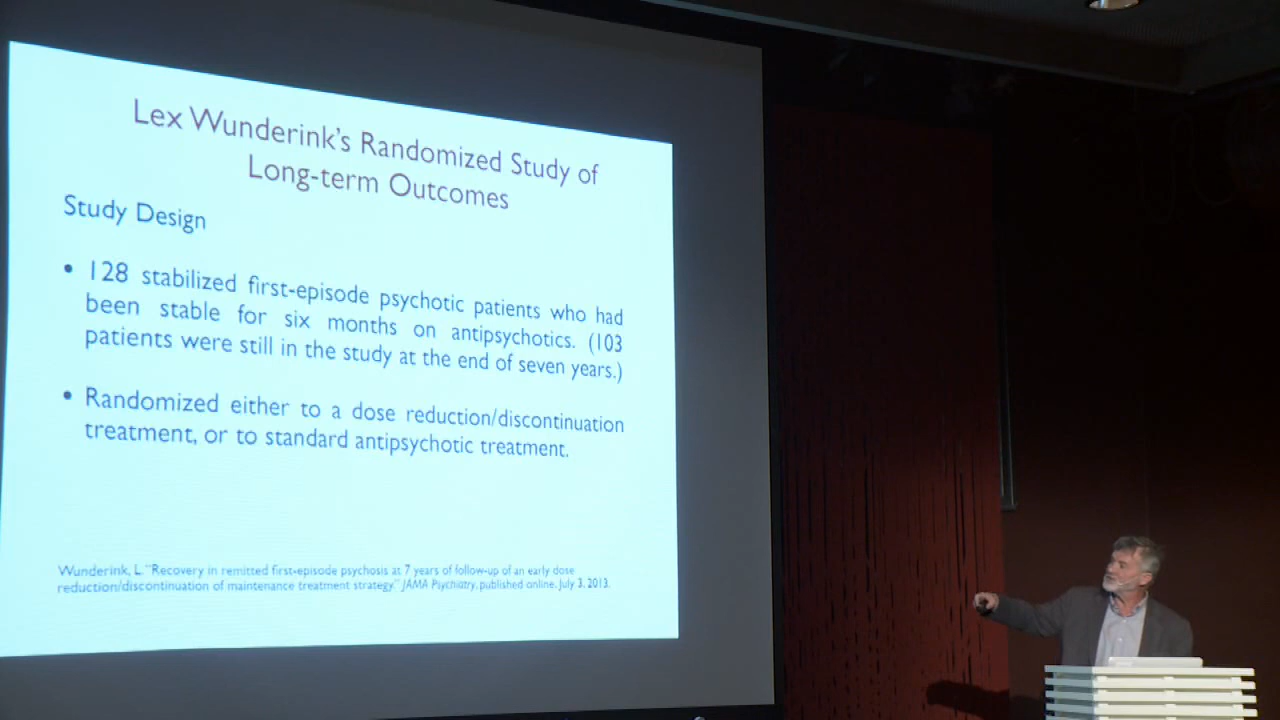 Lex Wunderink's Randomized Study of
Long-term Outcomes
Study Design
• 128 stabilized first-episode psychotic patients who had
been stable for six months on antipsychotics. (103
patients were still in the study at the end of seven years.)
• Randomized either to a dose reduction/discontinuation
treatment, or to standard antipsychotic treatment.
Wunderink, L. "Recovery in remitted first-episode psychosis at 7 years of follow-up of an early dose
reduction/discontinuation of maintenance treatment strategy." JAMA Psychiatry, published online, July 3, 2013.